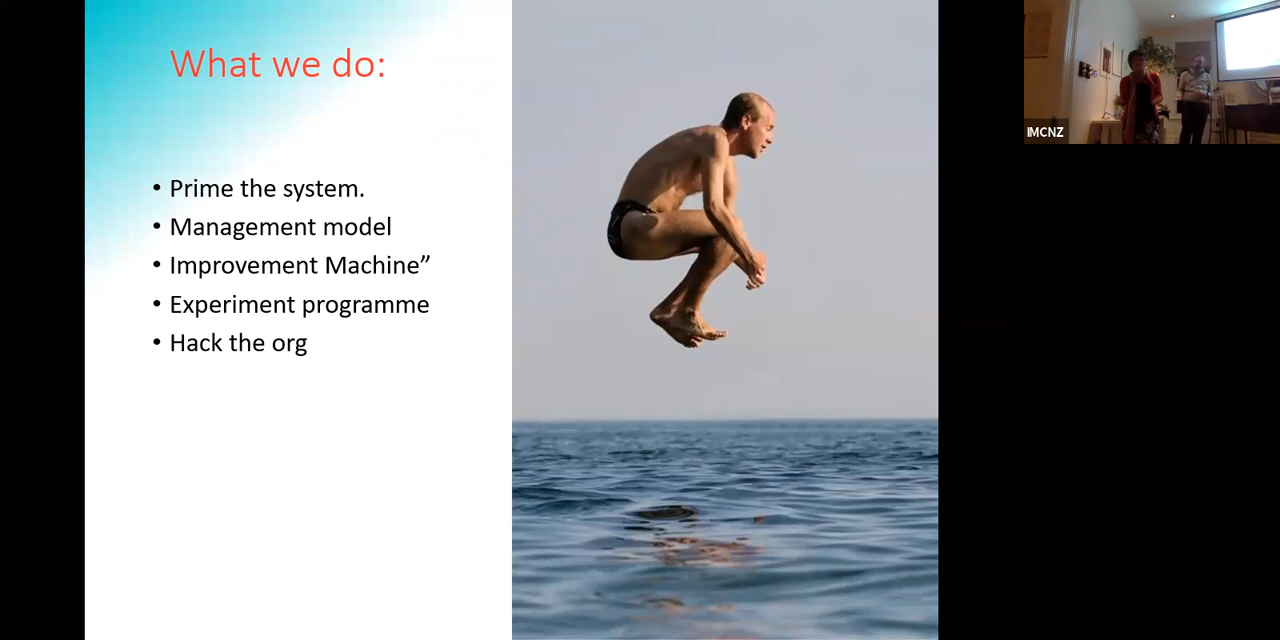 What we do:
• Prime the system.
• Management model
• Improvement Machine”
• Experiment programme
• Hack the org
IMCNZ